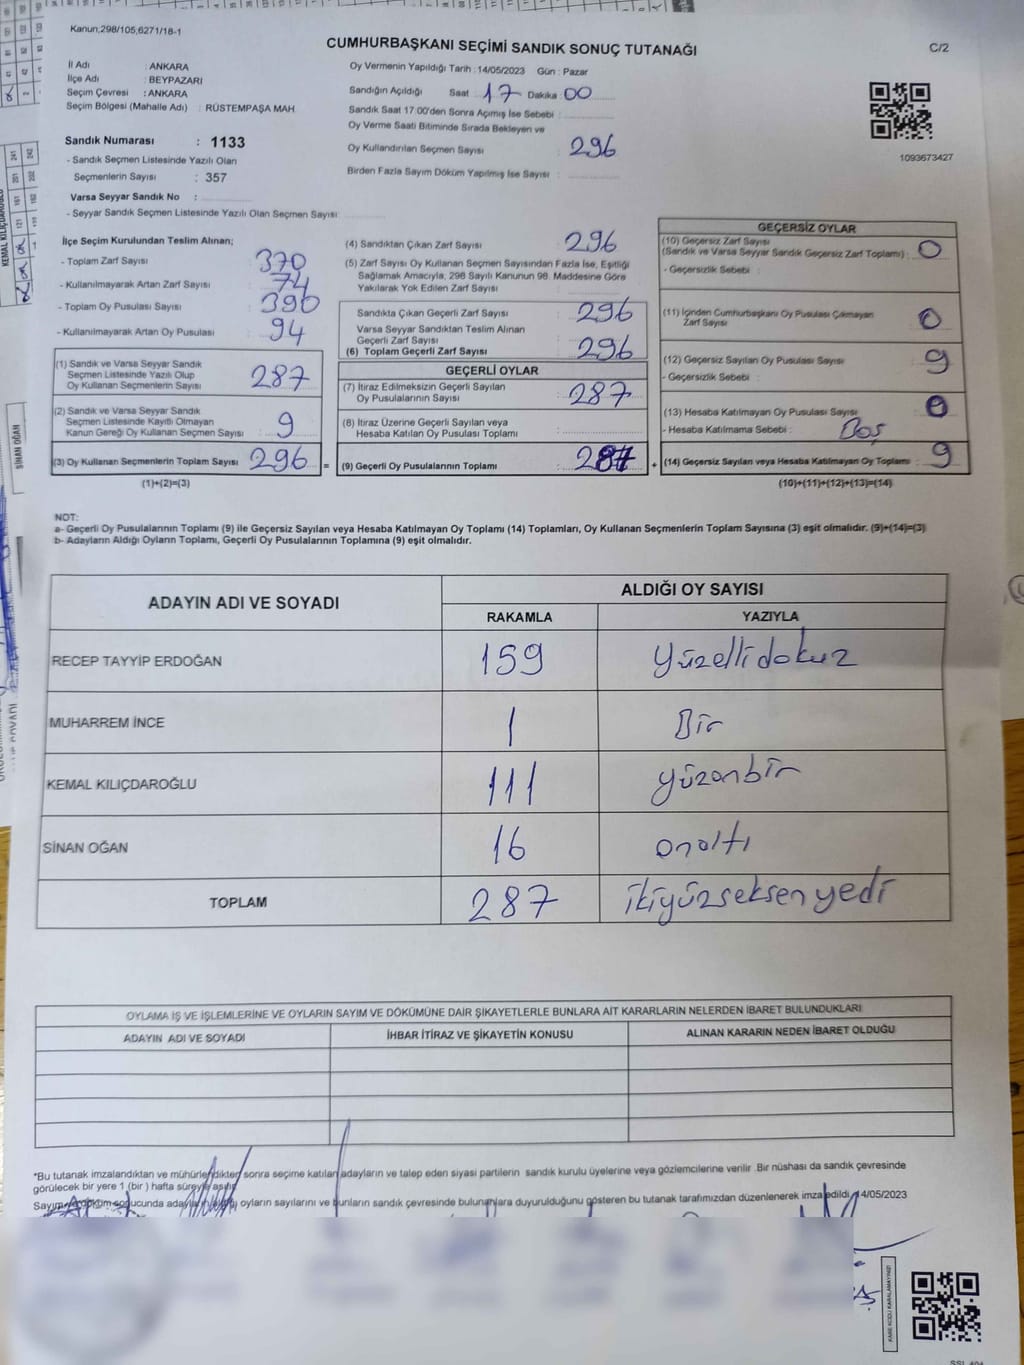 Kanun;298/105,6271/18-1
CUMHURBAŞKANI SEÇİMİ SANDIK SONUÇ TUTANAĞI
C/2
İl Adı : ANKARA
İlçe Adı : BEYPAZARI
Seçim Çevresi : ANKARA
Seçim Bölgesi (Mahalle Adı) : RÜSTEMPAŞA MAH.
Sandık Numarası : 1133
- Sandık Seçmen Listesinde Yazılı Olan
Seçmenlerin Sayısı : 357
Varsa Seyyar Sandık No :
- Seyyar Sandık Seçmen Listesinde Yazılı Olan Seçmen Sayısı:
Oy Vermenin Yapıldığı Tarih : 14/05/2023 Gün : Pazar
Sandığın Açıldığı Saat 17 Dakika 00
Sandık Saat 17:00'den Sonra Açımış İse Sebebi :
Oy Verme Saati Bitiminde Sırada Bekleyen ve
Oy Kullandırılan Seçmen Sayısı : 296
Birden Fazla Sayım Döküm Yapılmış İse Sayısı :
1093673427
İlçe Seçim Kurulundan Teslim Alınan;
- Toplam Zarf Sayısı : 370
- Kullanılmayarak Artan Zarf Sayısı : 74
- Toplam Oy Pusulası Sayısı : 390
- Kullanılmayarak Artan Oy Pusulası : 94
(1) Sandık ve Varsa Seyyar Sandık
Seçmen Listesinde Yazılı Olup
Oy Kullanan Seçmenlerin Sayısı : 287
(2) Sandık ve Varsa Seyyar Sandık
Seçmen Listesinde Kayıtlı Olmayan
Kanun Gereği Oy Kullanan Seçmen Sayısı : 9
(3) Oy Kullanan Seçmenlerin Toplam Sayısı : 296 =
(1)+(2)=(3)
(4) Sandıktan Çıkan Zarf Sayısı : 296
(5) Zarf Sayısı Oy Kullanan Seçmen Sayısından Fazla İse, Eşitliği
Sağlamak Amacıyla, 298 Sayılı Kanunun 98. Maddesine Göre
Yakılarak Yok Edilen Zarf Sayısı :
Sandıkta Çıkan Geçerli Zarf Sayısı : 296
Varsa Seyyar Sandıktan Teslim Alınan
Geçerli Zarf Sayısı :
(6) Toplam Geçerli Zarf Sayısı : 296
GEÇERLİ OYLAR
(7) İtiraz Edilmeksizin Geçerli Sayılan
Oy Pusulalarının Sayısı : 287
(8) İtiraz Üzerine Geçerli Sayılan veya
Hesaba Katılan Oy Pusulası Toplamı :
(9) Geçerli Oy Pusulalarının Toplamı : 287 +
GEÇERSİZ OYLAR
(10) Geçersiz Zarf Sayısı
(Sandık ve Varsa Seyyar Sandık Geçersiz Zarf Toplamı) : 0
- Geçersizlik Sebebi :
(11) İçinden Cumhurbaşkanı Oy Pusulası Çıkmayan
Zarf Sayısı : 0
(12) Geçersiz Sayılan Oy Pusulası Sayısı : 9
- Geçersizlik Sebebi :
(13) Hesaba Katılmayan Oy Pusulası Sayısı : 0
- Hesaba Katılmama Sebebi : Boş
(14) Geçersiz Sayılan veya Hesaba Katılmayan Oy Toplamı : 9
(10)+(11)+(12)+(13)=(14)
NOT:
a- Geçerli Oy Pusulalarının Toplamı (9) ile Geçersiz Sayılan veya Hesaba Katılmayan Oy Toplamı (14) Toplamları, Oy Kullanan Seçmenlerin Toplam Sayısına (3) eşit olmalıdır. (9)+(14)=(3)
b- Adayların Aldığı Oyların Toplamı, Geçerli Oy Pusulalarının Toplamına (9) eşit olmalıdır.
ADAYIN ADI VE SOYADI
ALDIĞI OY SAYISI
RAKAMLA YAZIYLA
RECEP TAYYİP ERDOĞAN 159 Yüzellidokuz
MUHARREM İNCE 1 Bir
KEMAL KILIÇDAROĞLU 111 yüzonbir
SİNAN OĞAN 16 onaltı
TOPLAM 287 ikiyüzseksenyedi
OYLAMA İŞ VE İŞLEMLERİNE VE OYLARIN SAYIM VE DÖKÜMÜNE DAİR ŞİKAYETLERLE BUNLARA AİT KARARLARIN NELERDEN İBARET BULUNDUKLARI
ADAYIN ADI VE SOYADI İHBAR İTİRAZ VE ŞİKAYETİN KONUSU ALINAN KARARIN NEDEN İBARET OLDUĞU
*Bu tutanak imzalandıktan ve mühürlendikten sonra seçime katılan adayların ve talep eden siyasi partilerin sandık kurulu üyelerine veya gözlemcilerine verilir .Bir nüshası da sandık çevresinde
görülecek bir yere 1 (bir ) hafta süreyle asılır.
oyların sayılarını ve bunların sandık çevresinde bulunanlara duyurulduğunu gösteren bu tutanak tarafımızdan düzenlenerek imza edildi. 14/05/2023
KARE KODU KARALAMAYINIZ!
KEMAL KILIÇDAROĞLU
SİNAN OĞAN